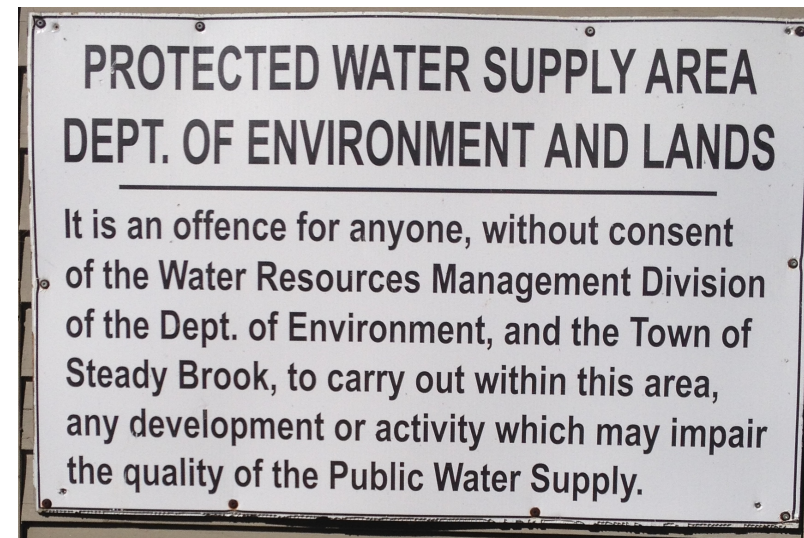 PROTECTED WATER SUPPLY AREA
DEPT. OF ENVIRONMENT AND LANDS
It is an offence for anyone, without consent
of the Water Resources Management Division
of the Dept. of Environment, and the Town of
Steady Brook, to carry out within this area,
any development or activity which may impair
the quality of the Public Water Supply.